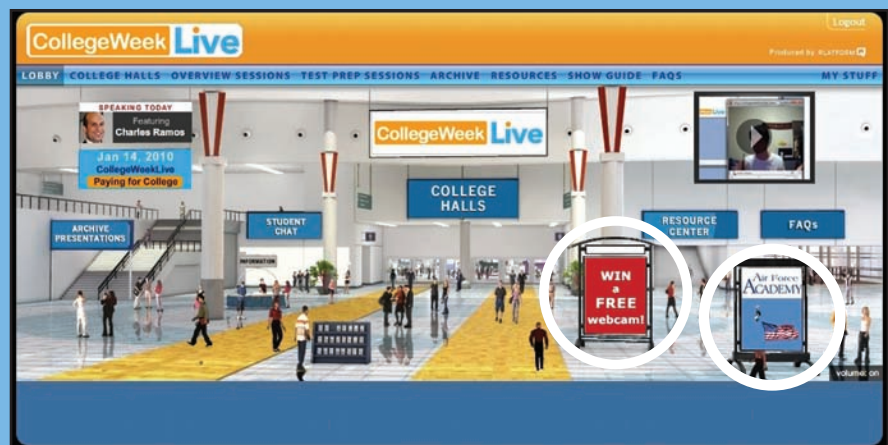 CollegeWeek Live
Logout
Produced by PLATFORMQ
LOBBY COLLEGE HALLS OVERVIEW SESSIONS TEST PREP SESSIONS ARCHIVE RESOURCES SHOW GUIDE FAQS MY STUFF
SPEAKING TODAY
Featuring
Charles Ramos
Jan 14, 2010
CollegeWeekLive
Paying for College
CollegeWeek Live
COLLEGE
HALLS
ARCHIVE
PRESENTATIONS
STUDENT
CHAT
INFORMATION
RESOURCE
CENTER
FAQs
WIN
a
FREE
webcam!
Air Force
ACADEMY
volume: on